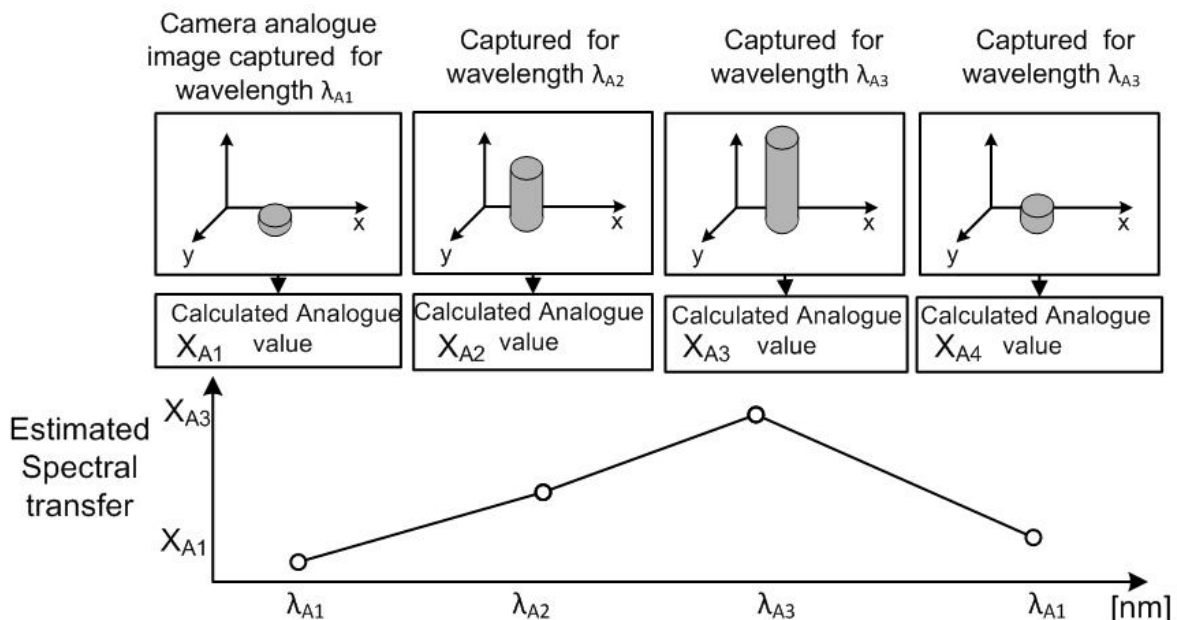 Camera analogue
image captured for
wavelength λA1
Captured for
wavelength λA2
Captured for
wavelength λA3
Captured for
wavelength λA3
x
y
x
y
x
y
x
y
Calculated Analogue
XA1 value
Calculated Analogue
XA2 value
Calculated Analogue
XA3 value
Calculated Analogue
XA4 value
Estimated
Spectral
transfer
XA3
XA1
λA1 λA2 λA3 λA1 [nm]